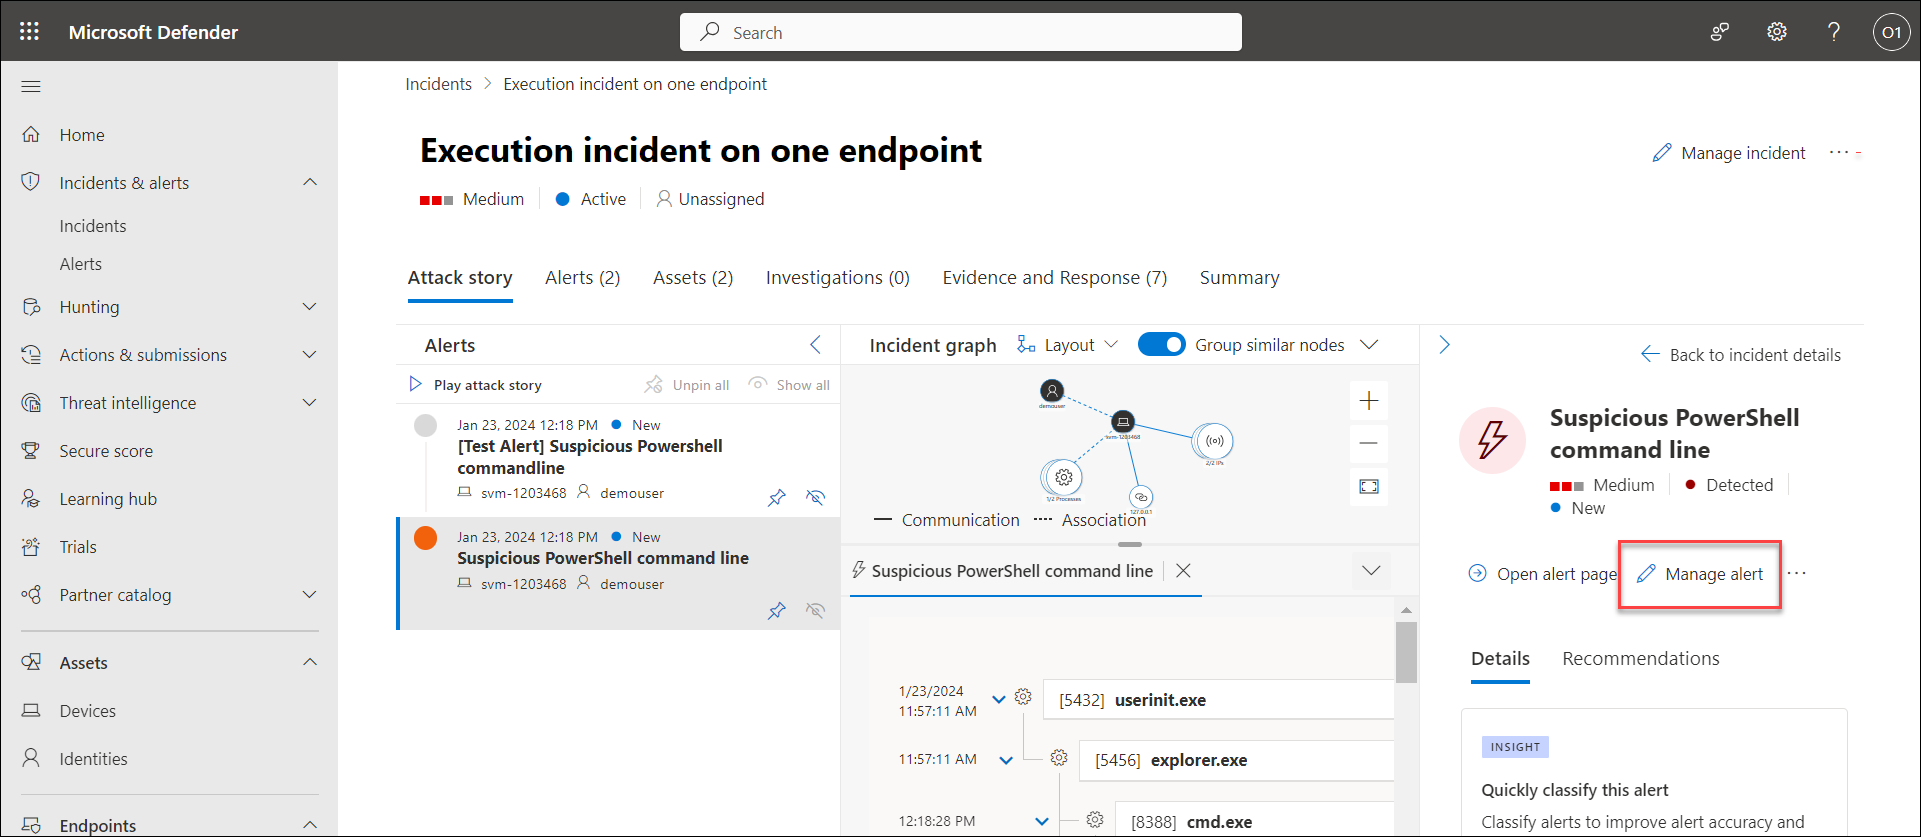 Microsoft Defender
Search
O1
Home
Incidents & alerts
Incidents
Alerts
Hunting
Actions & submissions
Threat intelligence
Secure score
Learning hub
Trials
Partner catalog
Assets
Devices
Identities
Endpoints
Incidents > Execution incident on one endpoint
Execution incident on one endpoint
Medium Active Unassigned
Manage incident ...
Attack story Alerts (2) Assets (2) Investigations (0) Evidence and Response (7) Summary
Alerts
Play attack story Unpin all Show all
Jan 23, 2024 12:18 PM New
[Test Alert] Suspicious Powershell
commandline
svm-1203468 demouser
Jan 23, 2024 12:18 PM New
Suspicious PowerShell command line
svm-1203468 demouser
Incident graph Layout Group similar nodes
demouser
svm-1203468
2/2 IPs
1/2 Processes
127.0.0.1
Communication Association
Suspicious PowerShell command line
1/23/2024
11:57:11 AM
[5432] userinit.exe
11:57:11 AM [5456] explorer.exe
12:18:28 PM [8388] cmd.exe
Back to incident details
Suspicious PowerShell
command line
Medium Detected
New
Open alert page Manage alert ...
Details Recommendations
INSIGHT
Quickly classify this alert
Classify alerts to improve alert accuracy and